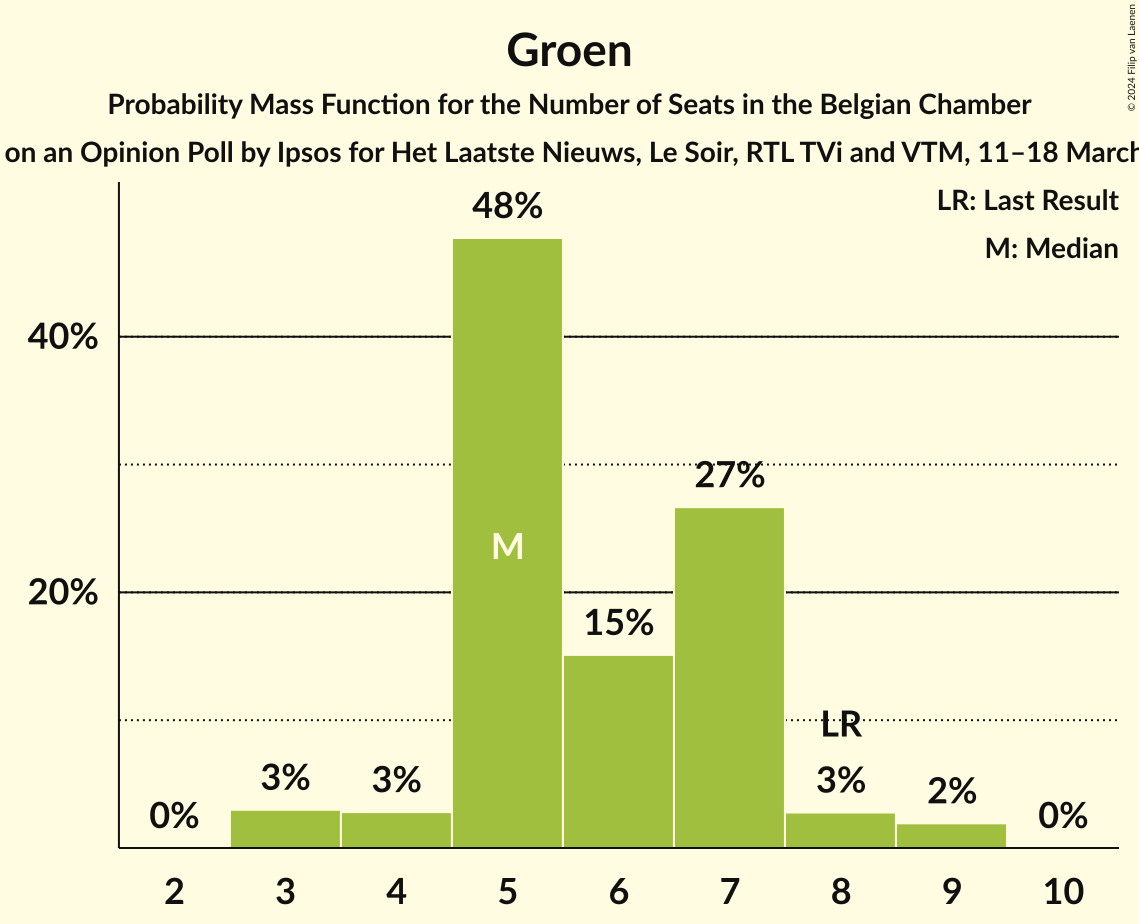 Groen
Probability Mass Function for the Number of Seats in the Belgian Chamber
on an Opinion Poll by Ipsos for Het Laatste Nieuws, Le Soir, RTL TVi and VTM, 11–18 March
© 2024 Filip van Laenen
LR: Last Result
M: Median
48%
40%
27%
M
20%
15%
LR
3%
3%
3%
2%
0%
0%
2 3 4 5 6 7 8 9 10